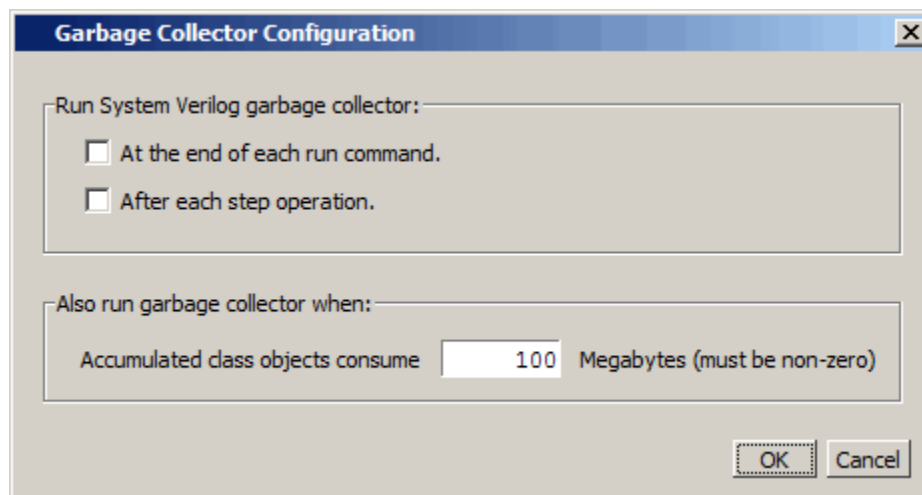 Garbage Collector Configuration
Run System Verilog garbage collector:
At the end of each run command.
After each step operation.
Also run garbage collector when:
Accumulated class objects consume 100 Megabytes (must be non-zero)
OK Cancel